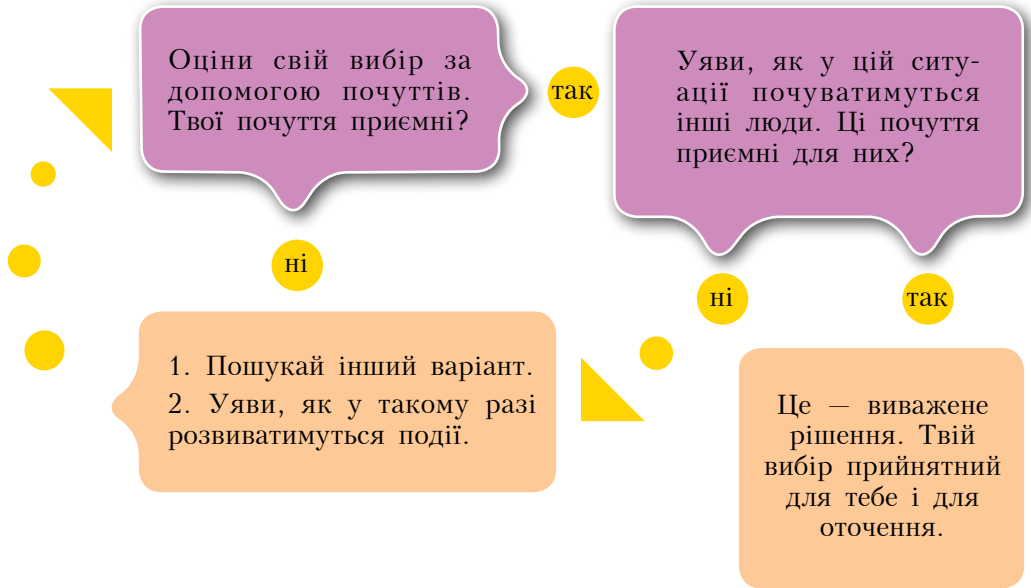 Оціни свій вибір за
допомогою почуттів.
Твої почуття приємні?
так
Уяви, як у цій ситу-
ації почуватимуться
інші люди. Ці почуття
приємні для них?
ні
ні
так
1. Пошукай інший варіант.
2. Уяви, як у такому разі
розвиватимуться події.
Це — виважене
рішення. Твій
вибір прийнятний
для тебе і для
оточення.